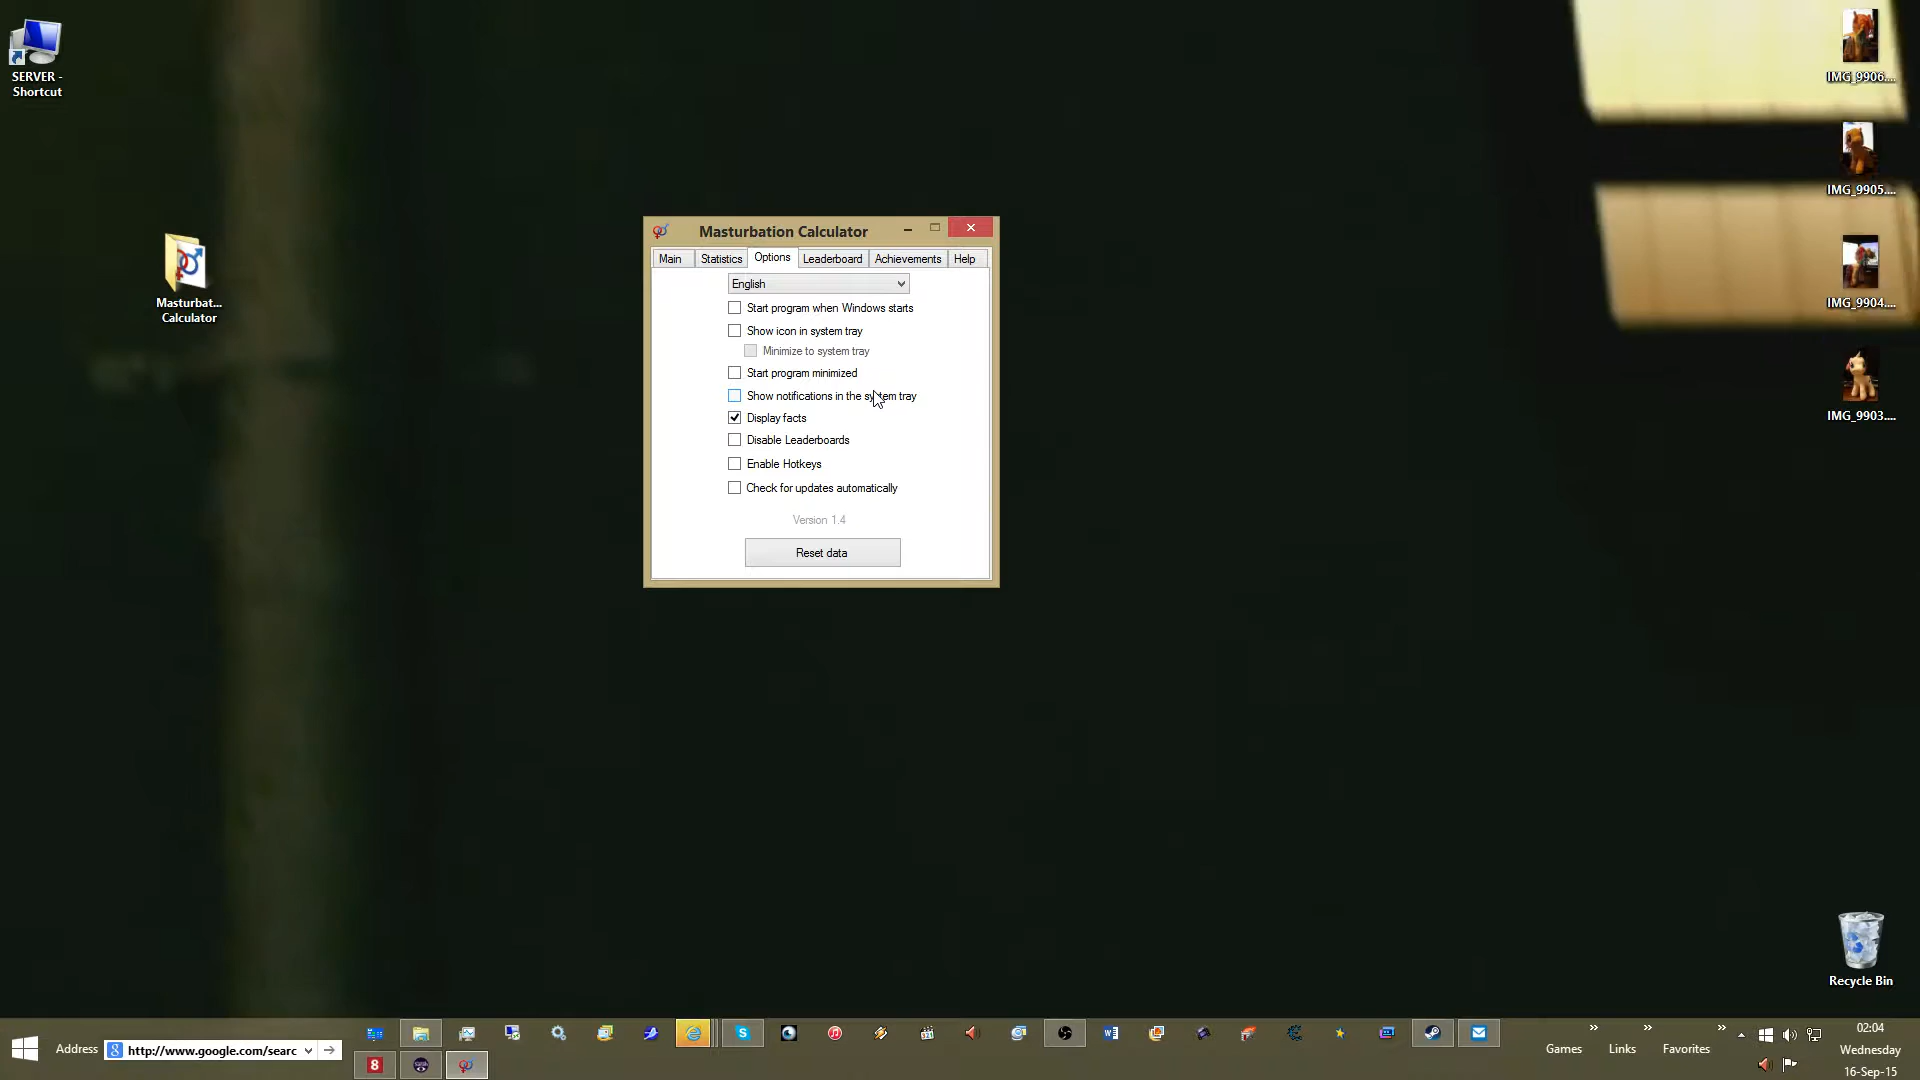 SERVER -
Shortcut
Masturbat...
Calculator
IMG_9906....
IMG_9905....
IMG_9904....
IMG_9903....
Masturbation Calculator
Main
Statistics
Options
Leaderboard
Achievements
Help
English
Start program when Windows starts
Show icon in system tray
Minimize to system tray
Start program minimized
Show notifications in the system tray
Display facts
Disable Leaderboards
Enable Hotkeys
Check for updates automatically
Version 1.4
Reset data
Recycle Bin
Address
http://www.google.com/searc
8
Games
Links
Favorites
02:04
Wednesday
16-Sep-15